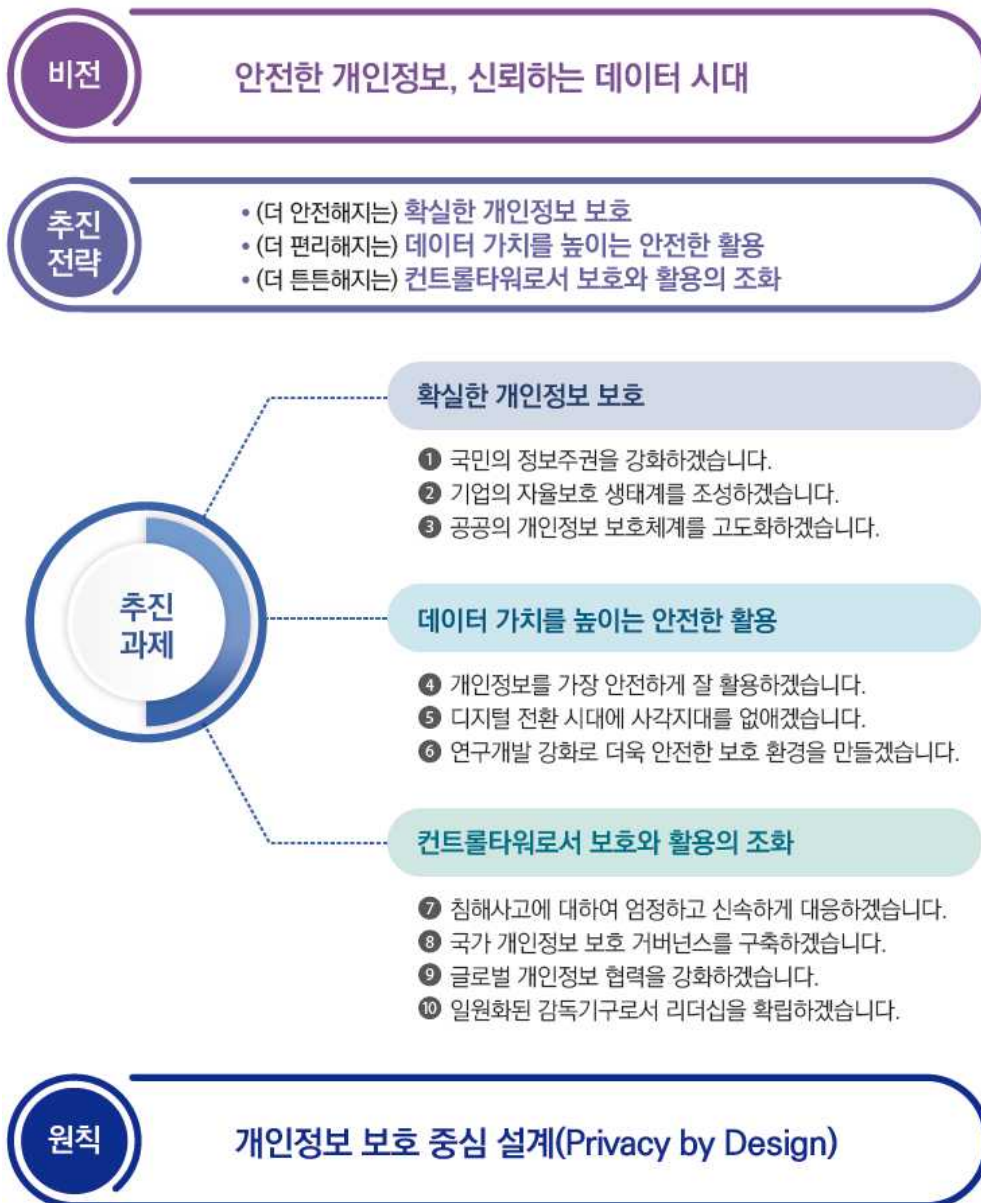 비전
안전한 개인정보, 신뢰하는 데이터 시대
추진
전략
• (더 안전해지는) 확실한 개인정보 보호
• (더 편리해지는) 데이터 가치를 높이는 안전한 활용
• (더 튼튼해지는) 컨트롤타워로서 보호와 활용의 조화
추진
과제
확실한 개인정보 보호
❶ 국민의 정보주권을 강화하겠습니다.
❷ 기업의 자율보호 생태계를 조성하겠습니다.
❸ 공공의 개인정보 보호체계를 고도화하겠습니다.
데이터 가치를 높이는 안전한 활용
❹ 개인정보를 가장 안전하게 잘 활용하겠습니다.
❺ 디지털 전환 시대에 사각지대를 없애겠습니다.
❻ 연구개발 강화로 더욱 안전한 보호 환경을 만들겠습니다.
컨트롤타워로서 보호와 활용의 조화
❼ 침해사고에 대하여 엄정하고 신속하게 대응하겠습니다.
❽ 국가 개인정보 보호 거버넌스를 구축하겠습니다.
❾ 글로벌 개인정보 협력을 강화하겠습니다.
❿ 일원화된 감독기구로서 리더십을 확립하겠습니다.
원칙
개인정보 보호 중심 설계(Privacy by Design)